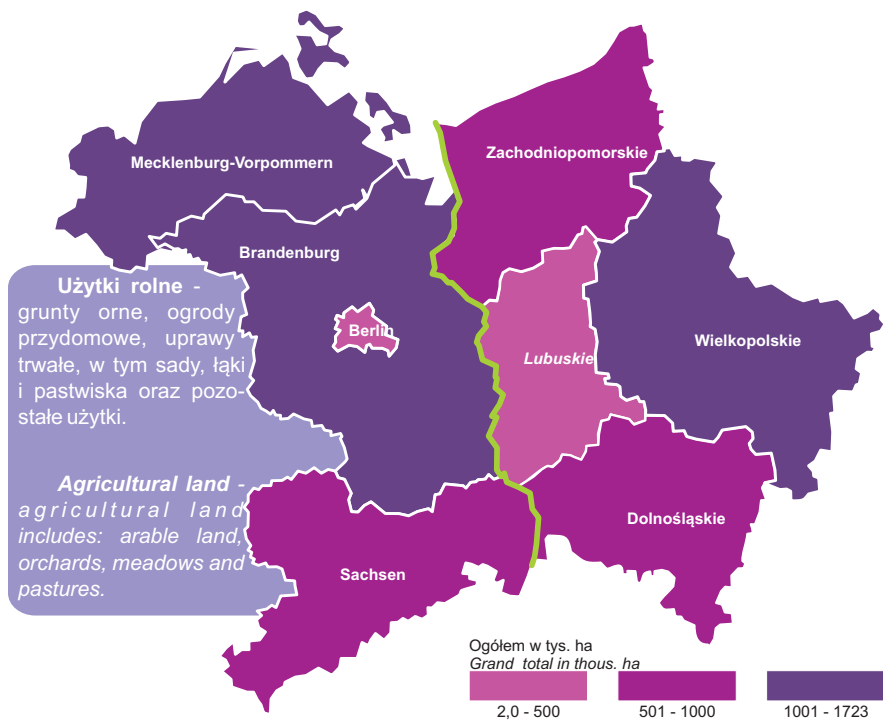 Mecklenburg-Vorpommern
Zachodniopomorskie
Brandenburg
Użytki rolne -
grunty orne, ogrody
przydomowe, uprawy
trwałe, w tym sady, łąki
i pastwiska oraz pozo-
stałe użytki.
Berlin
Lubuskie
Wielkopolskie
Agricultural land -
agricultural land
includes: arable land,
orchards, meadows and
pastures.
Dolnośląskie
Sachsen
Ogółem w tys. ha
Grand total in thous. ha
2,0 - 500
501 - 1000
1001 - 1723